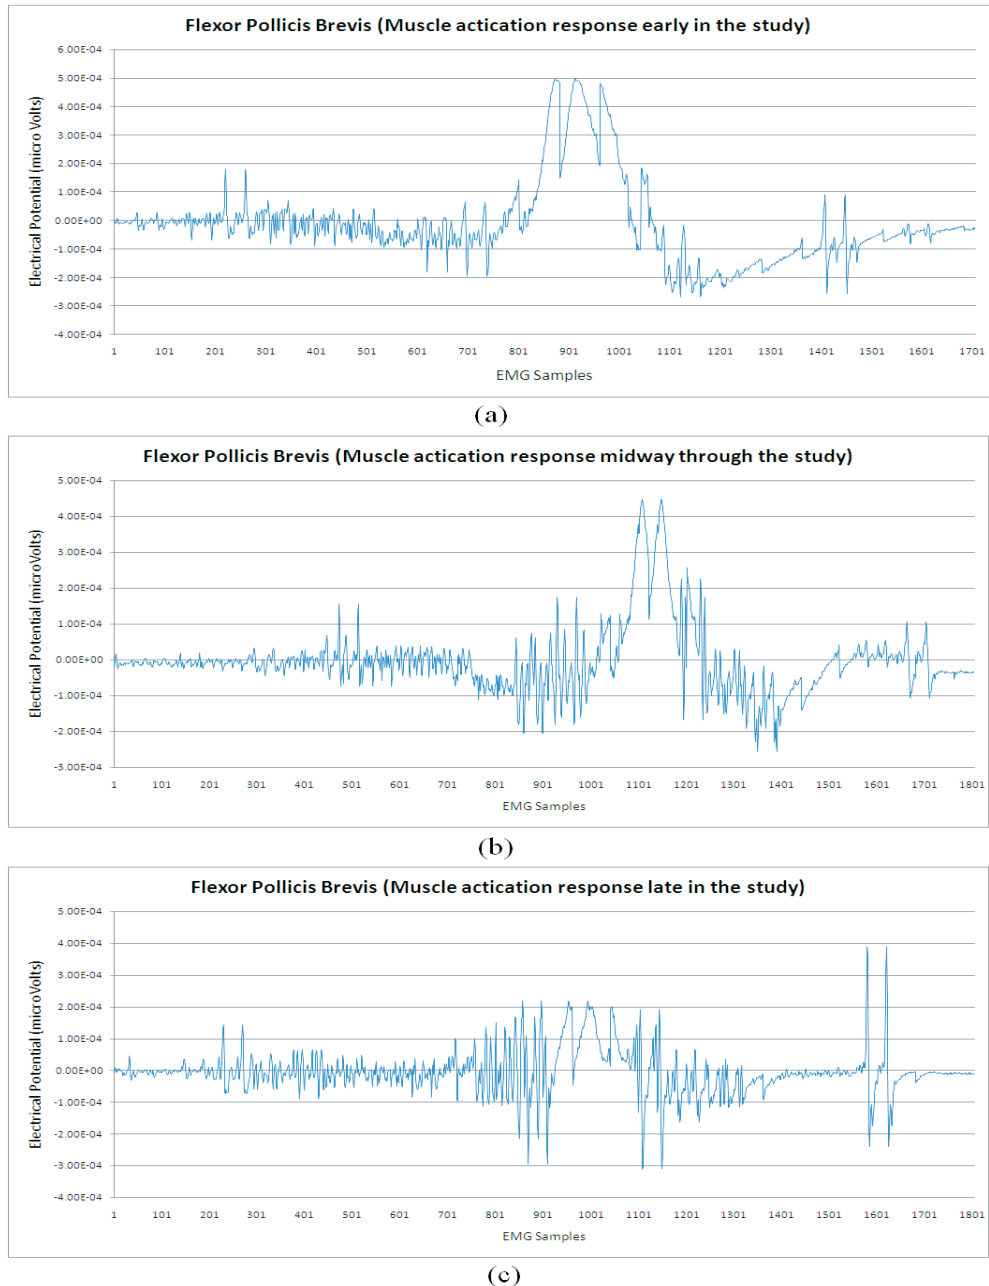 Flexor Pollicis Brevis (Muscle actication response early in the study)
6.00E-04
5.00E-04
4.00E-04
3.00E-04
2.00E-04
1.00E-04
0.00E+00
-1.00E-04
-2.00E-04
-3.00E-04
-4.00E-04
Electrical Potential (micro Volts)
1 101 201 301 401 501 601 701 801 901 1001 1101 1201 1301 1401 1501 1601 1701
EMG Samples
(a)
Flexor Pollicis Brevis (Muscle actication response midway through the study)
5.00E-04
4.00E-04
3.00E-04
2.00E-04
1.00E-04
0.00E+00
-1.00E-04
-2.00E-04
-3.00E-04
Electrical Potential (microVolts)
1 101 201 301 401 501 601 701 801 901 1001 1101 1201 1301 1401 1501 1601 1701 1801
EMG Samples
(b)
Flexor Pollicis Brevis (Muscle actication response late in the study)
5.00E-04
4.00E-04
3.00E-04
2.00E-04
1.00E-04
0.00E+00
-1.00E-04
-2.00E-04
-3.00E-04
-4.00E-04
Electrical Potential (microVolts)
1 101 201 301 401 501 601 701 801 901 1001 1101 1201 1301 1401 1501 1601 1701 1801
EMG Samples
(c)